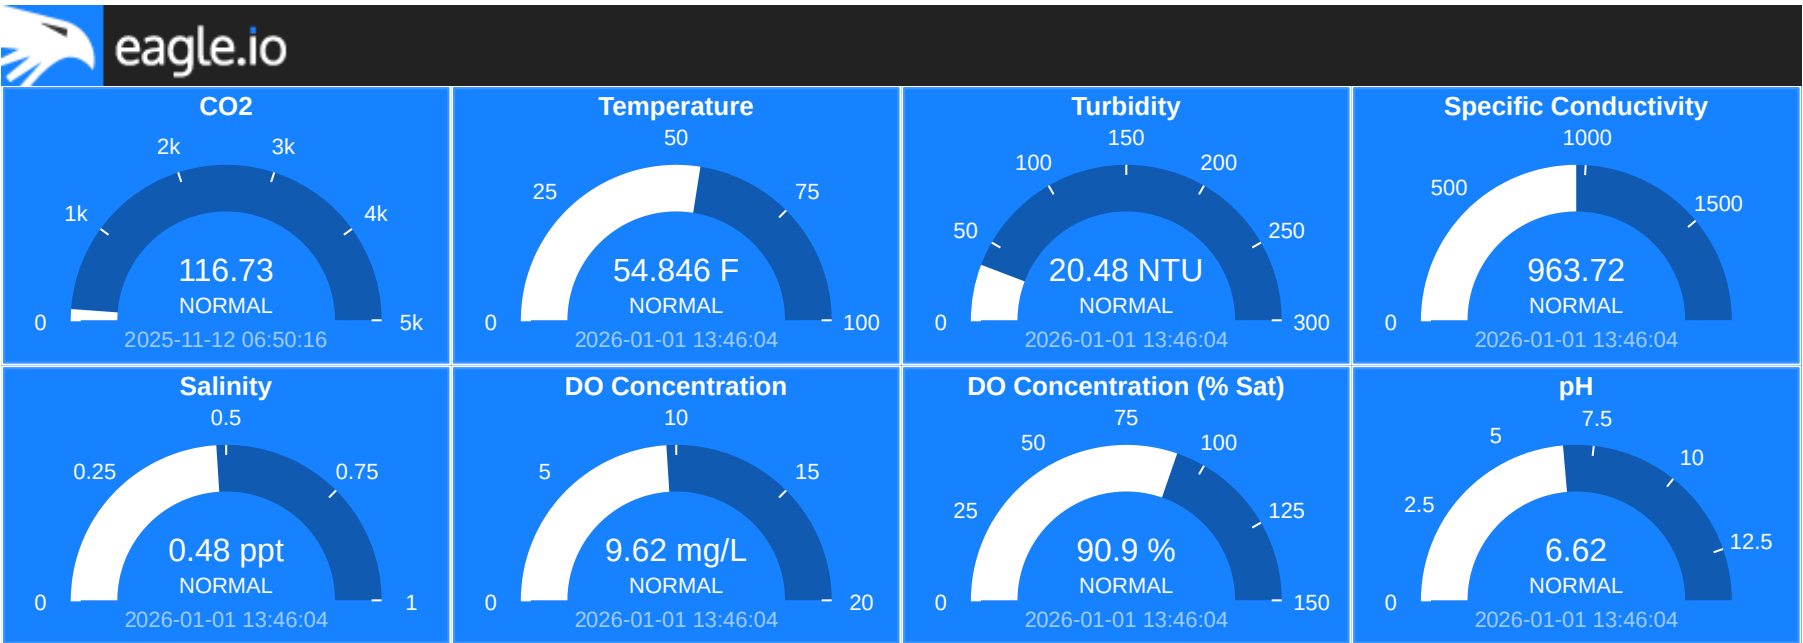 eagle.io
CO2
2k
3k
1k
4k
116.73
NORMAL
0
5k
2025-11-12 06:50:16
Temperature
50
25
75
54.846 F
NORMAL
0
100
2026-01-01 13:46:04
Turbidity
150
100
200
50
250
20.48 NTU
NORMAL
0
300
2026-01-01 13:46:04
Specific Conductivity
1000
500
1500
963.72
NORMAL
0
2026-01-01 13:46:04
Salinity
0.5
0.25
0.75
0.48 ppt
NORMAL
0
1
2026-01-01 13:46:04
DO Concentration
10
5
15
9.62 mg/L
NORMAL
0
20
2026-01-01 13:46:04
DO Concentration (% Sat)
75
50
100
25
125
90.9 %
NORMAL
0
150
2026-01-01 13:46:04
pH
7.5
5
10
2.5
12.5
6.62
NORMAL
0
2026-01-01 13:46:04